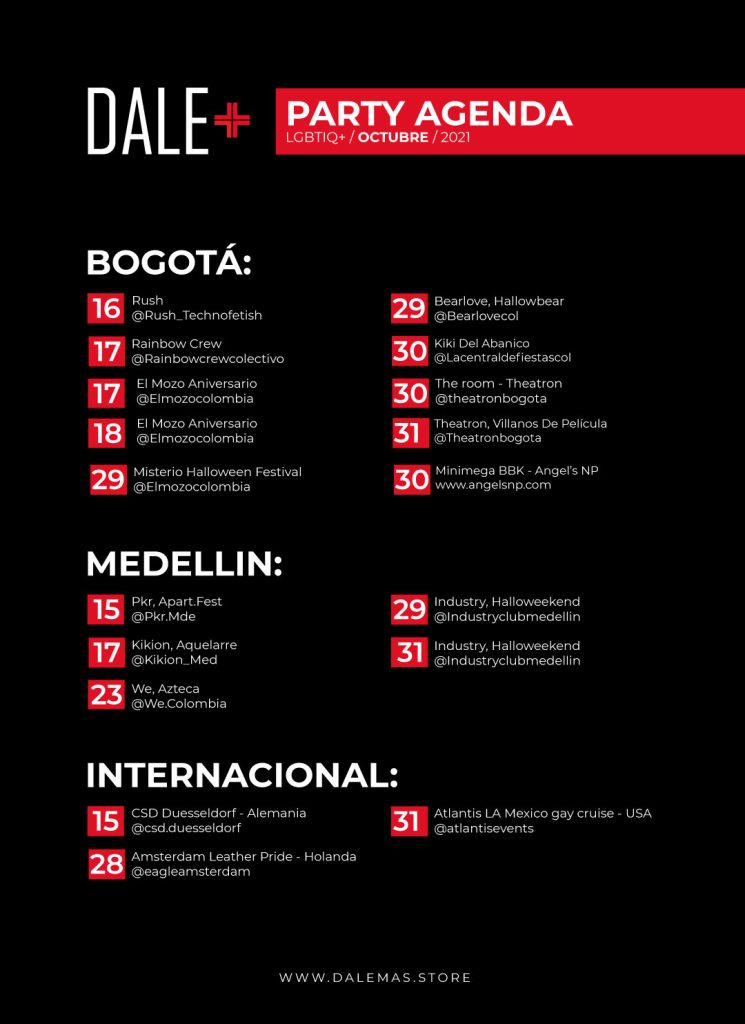 DALE+
PARTY AGENDA
LGBTIQ+ / OCTUBRE / 2021
BOGOTÁ:
16
Rush
@Rush_Technofetish
17
Rainbow Crew
@Rainbowcrewcolectivo
17
El Mozo Aniversario
@Elmozocolombia
18
El Mozo Aniversario
@Elmozocolombia
29
Misterio Halloween Festival
@Elmozocolombia
29
Bearlove, Hallowbear
@Bearlovecol
30
Kiki Del Abanico
@Lacentraldefiestascol
30
The room - Theatron
@theatronbogota
31
Theatron, Villanos De Película
@Theatronbogota
30
Minimega BBK - Angel's NP
www.angelsnp.com
MEDELLIN:
15
Pkr, Apart.Fest
@Pkr.Mde
17
Kikion, Aquelarre
@Kikion_Med
23
We, Azteca
@We.Colombia
29
Industry, Halloweekend
@Industryclubmedellin
31
Industry, Halloweekend
@Industryclubmedellin
INTERNACIONAL:
15
CSD Duesseldorf - Alemania
@csd.duesseldorf
28
Amsterdam Leather Pride - Holanda
@eagleamsterdam
31
Atlantis LA Mexico gay cruise - USA
@atlantisevents
WWW.DALEMAS.STORE